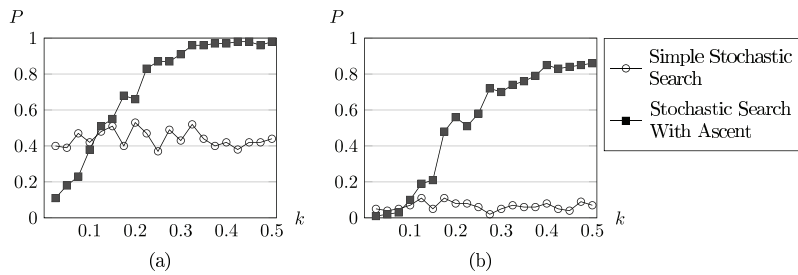 P
1
0.8
0.6
0.4
0.2
0
0.1 0.2 0.3 0.4 0.5
k
(a)
P
1
0.8
0.6
0.4
0.2
0
0.1 0.2 0.3 0.4 0.5
k
(b)
Simple Stochastic
Search
Stochastic Search
With Ascent